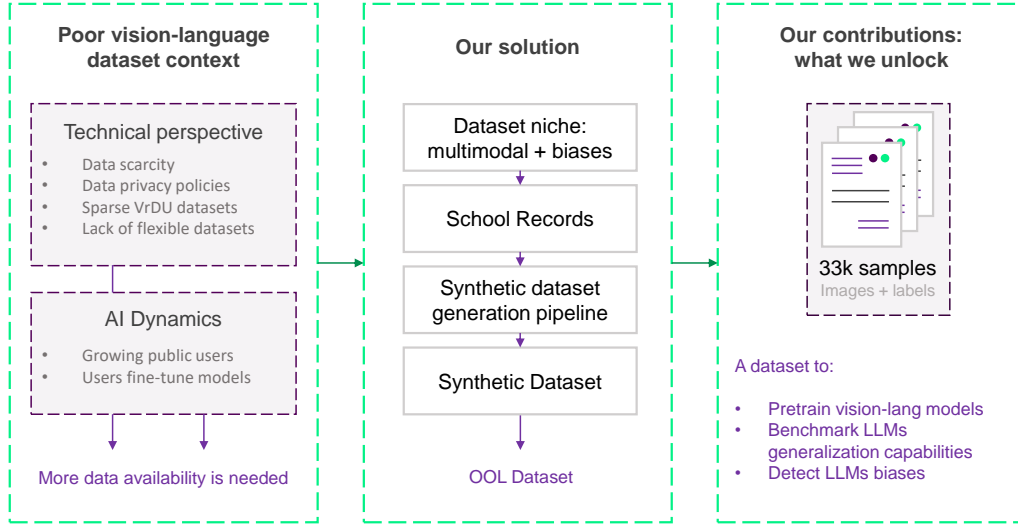 Poor vision-language
dataset context
Technical perspective
• Data scarcity
• Data privacy policies
• Sparse VrDU datasets
• Lack of flexible datasets
AI Dynamics
• Growing public users
• Users fine-tune models
More data availability is needed
Our solution
Dataset niche:
multimodal + biases
School Records
Synthetic dataset
generation pipeline
Synthetic Dataset
OOL Dataset
Our contributions:
what we unlock
33k samples
Images + labels
A dataset to:
• Pretrain vision-lang models
• Benchmark LLMs
generalization capabilities
• Detect LLMs biases